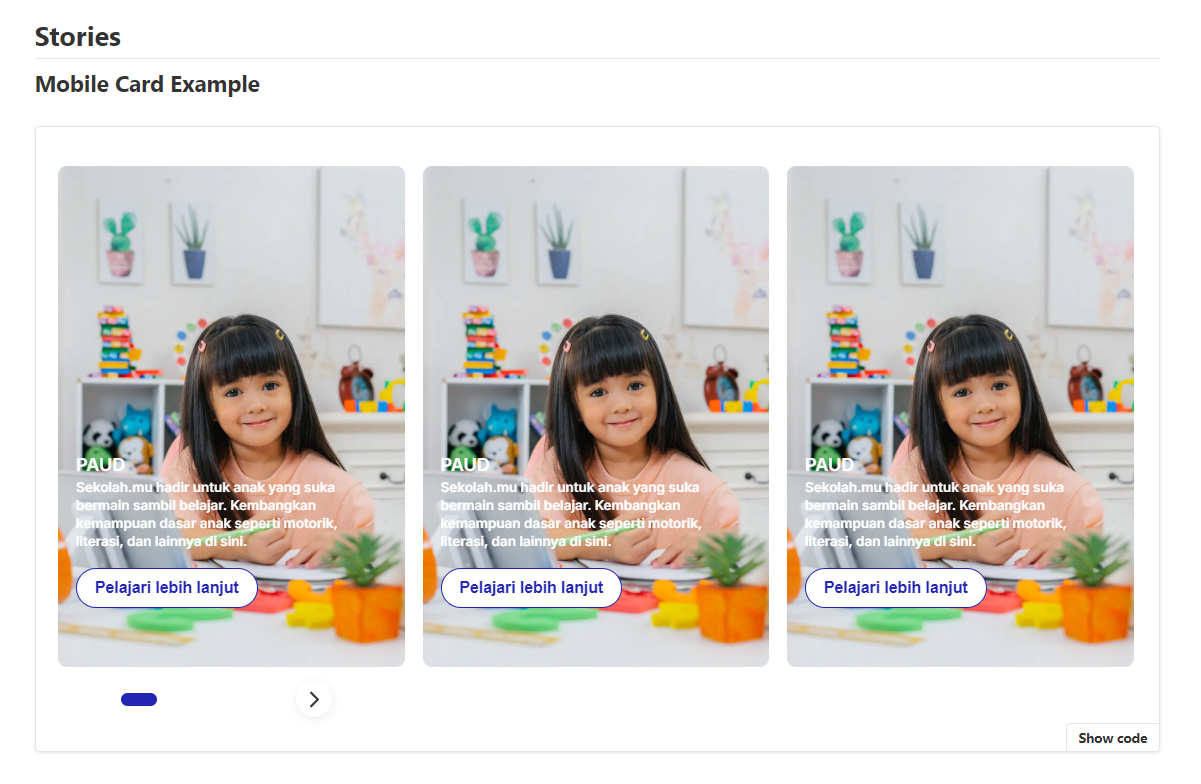 Stories
Mobile Card Example
PAUD
Sekolah.mu hadir untuk anak yang suka
bermain sambil belajar. Kembangkan
kemampuan dasar anak seperti motorik,
literasi, dan lainnya di sini.
Pelajari lebih lanjut
PAUD
Sekolah.mu hadir untuk anak yang suka
bermain sambil belajar. Kembangkan
kemampuan dasar anak seperti motorik,
literasi, dan lainnya di sini.
Pelajari lebih lanjut
PAUD
Sekolah.mu hadir untuk anak yang suka
bermain sambil belajar. Kembangkan
kemampuan dasar anak seperti motorik,
literasi, dan lainnya di sini.
Pelajari lebih lanjut
Show code